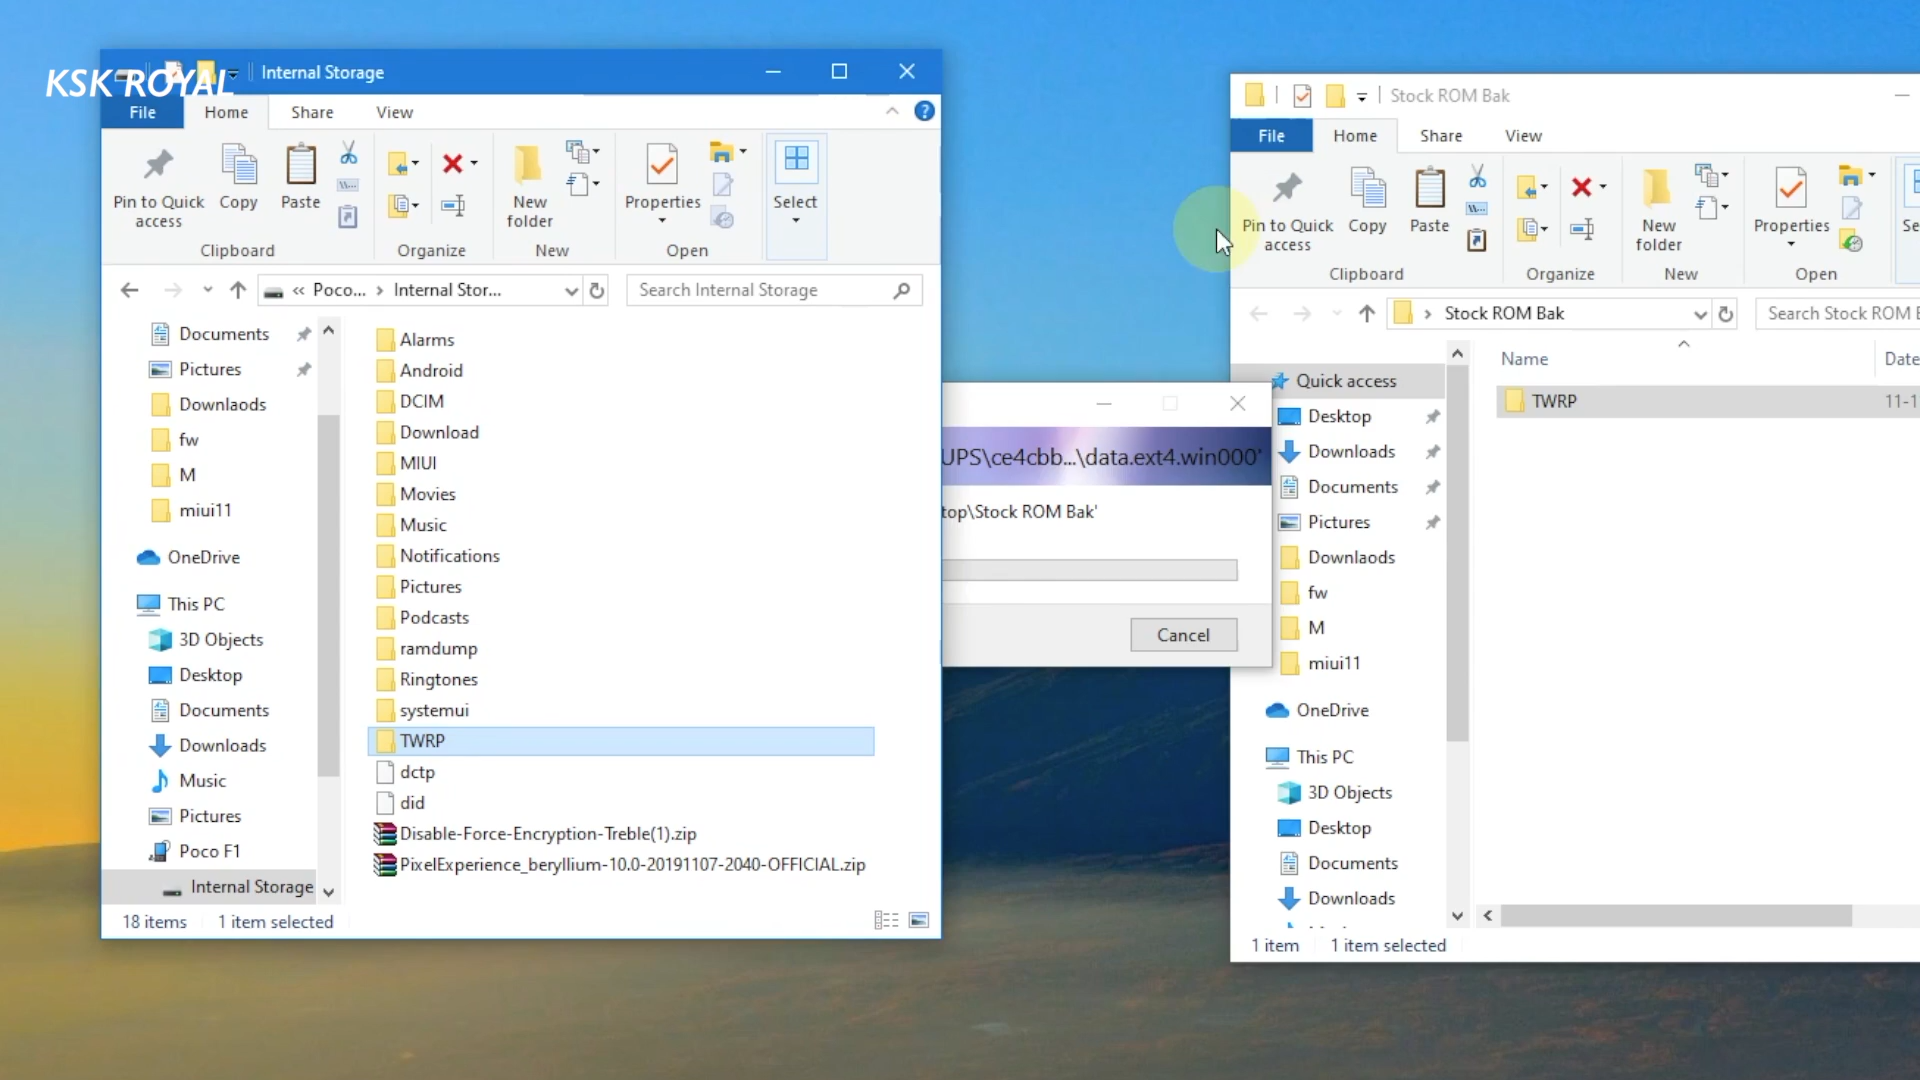 KSK ROYAL
Internal Storage
File Home Share View
Pin to Quick access
Copy
Paste
Clipboard
Organize
New folder
New
Properties
Open
Select
« Poco... › Internal Stor...
Search Internal Storage
Documents
Pictures
Downlaods
fw
M
miui11
OneDrive
This PC
3D Objects
Desktop
Documents
Downloads
Music
Pictures
Poco F1
Internal Storage
Alarms
Android
DCIM
Download
MIUI
Movies
Music
Notifications
Pictures
Podcasts
ramdump
Ringtones
systemui
TWRP
dctp
did
Disable-Force-Encryption-Treble(1).zip
PixelExperience_beryllium-10.0-20191107-2040-OFFICIAL.zip
18 items 1 item selected
UPS\ce4cbb...\data.ext4.win000'
top\Stock ROM Bak'
Cancel
Stock ROM Bak
File Home Share View
Pin to Quick access
Copy
Paste
Clipboard
Organize
New folder
New
Properties
Open
Se
› Stock ROM Bak
Search Stock ROM B
Quick access
Desktop
Downloads
Documents
Pictures
Downlaods
fw
M
miui11
OneDrive
This PC
3D Objects
Desktop
Documents
Downloads
Name Date
TWRP 11-1
1 item 1 item selected